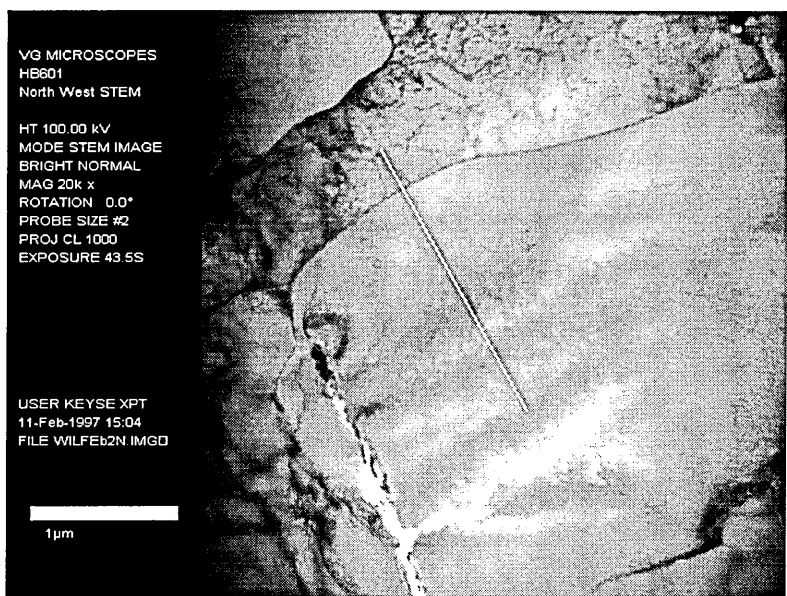 VG MICROSCOPES
HB601
North West STEM
HT 100.00 kV
MODE STEM IMAGE
BRIGHT NORMAL
MAG 20k x
ROTATION 0.0°
PROBE SIZE #2
PROJ CL 1000
EXPOSURE 43.5S
USER KEYSE XPT
11-Feb-1997 15:04
FILE WILFEb2N.IMG□
1µm